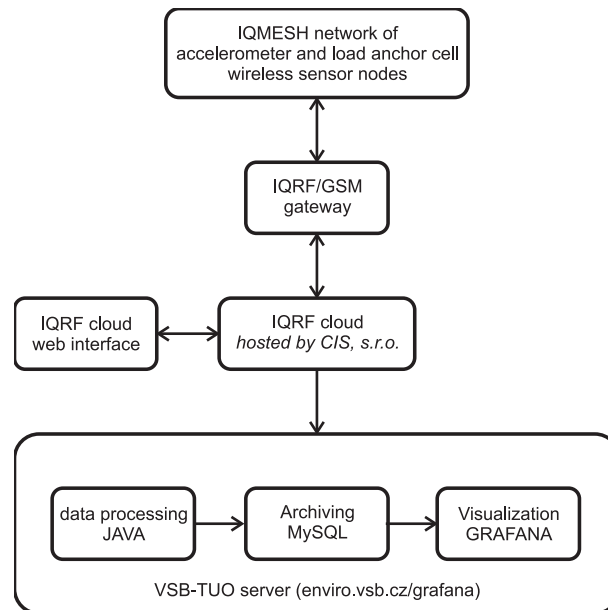 IQMESH network of
accelerometer and load anchor cell
wireless sensor nodes
IQRF/GSM
gateway
IQRF cloud
web interface
IQRF cloud
hosted by CIS, s.r.o.
data processing
JAVA
Archiving
MySQL
Visualization
GRAFANA
VSB-TUO server (enviro.vsb.cz/grafana)